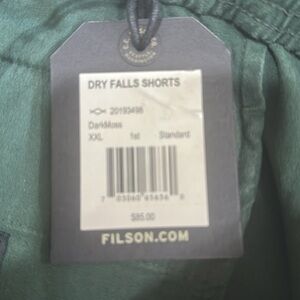 DRY FALLS SHORTS
20193498
DarkMoss
XXL 1st Standard
$85.00
FILSON.COM